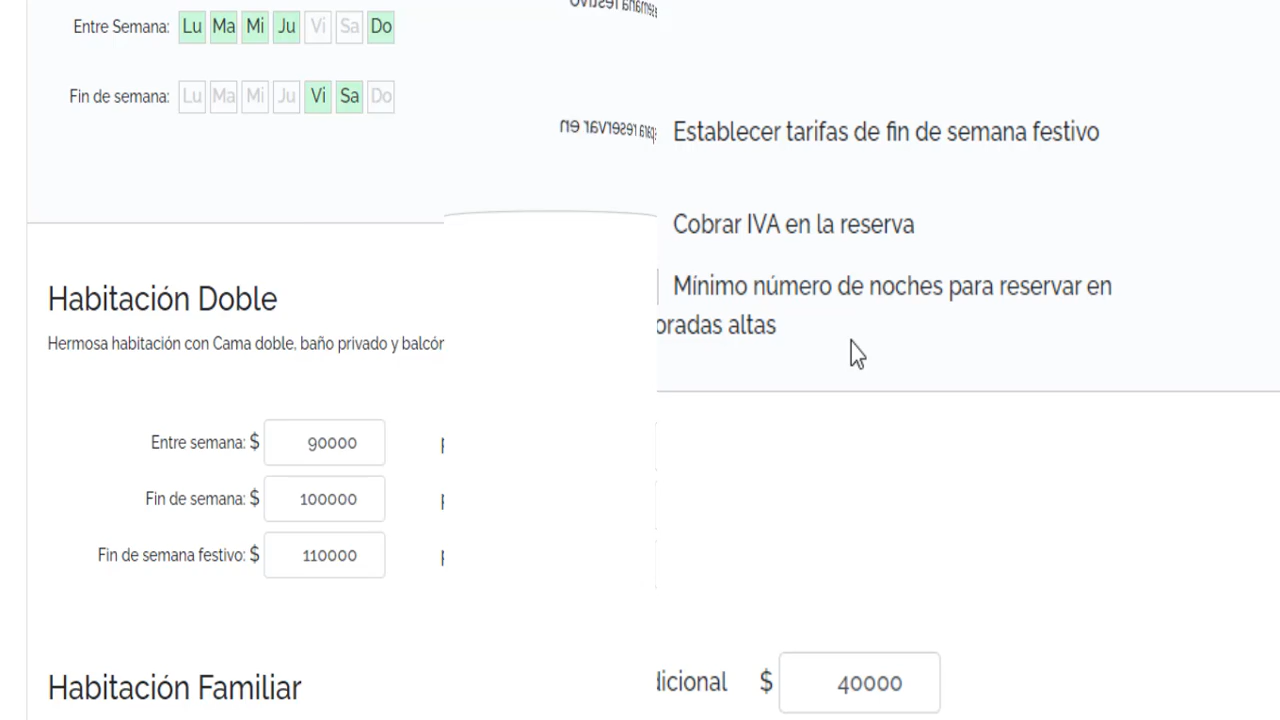 Entre Semana: Lu Ma Mi Ju Vi Sa Do
Fin de semana: Lu Ma Mi Ju Vi Sa Do
para reservar en
Establecer tarifas de fin de semana festivo
Cobrar IVA en la reserva
Mínimo número de noches para reservar en
oradas altas
Habitación Doble
Hermosa habitación con Cama doble, baño privado y balcón
Entre semana: $ 90000
Fin de semana: $ 100000
Fin de semana festivo: $ 110000
Habitación Familiar
dicional $ 40000